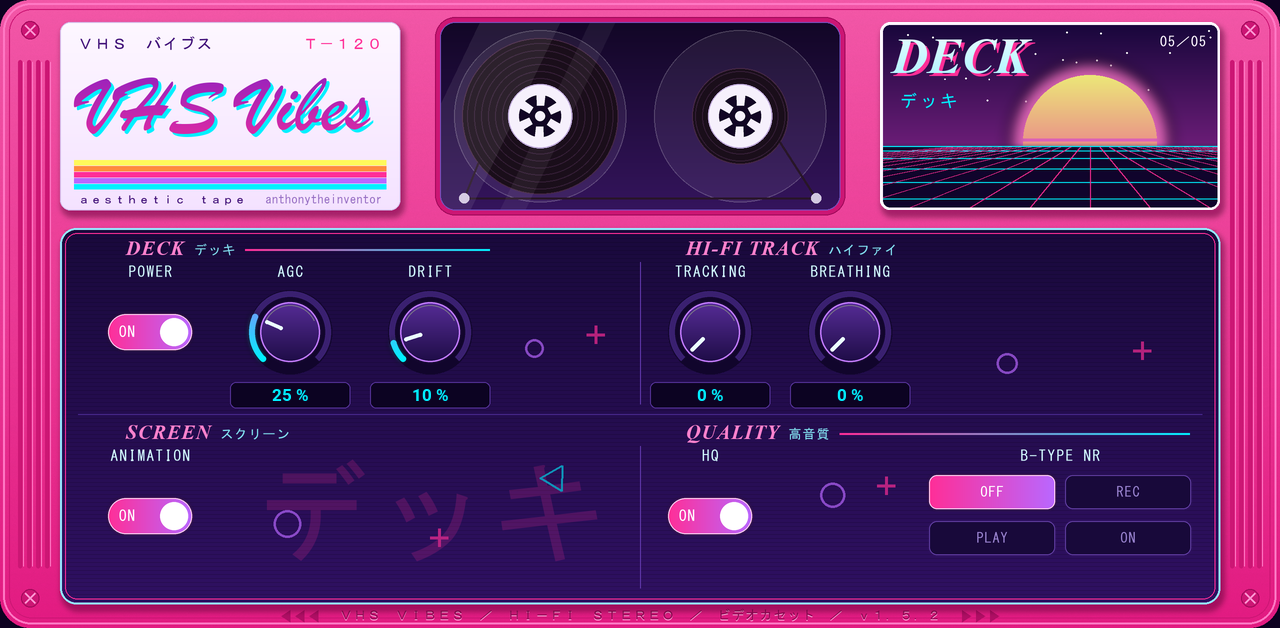 VHS バイブス
T－120
VHS Vibes
aesthetic tape
anthonytheinventor
DECK
05／05
デッキ
DECK デッキ
POWER
AGC
DRIFT
ON
25 %
10 %
HI-FI TRACK ハイファイ
TRACKING
BREATHING
0 %
0 %
SCREEN スクリーン
ANIMATION
ON
デッキ
QUALITY 高音質
HQ
B-TYPE NR
ON
OFF
REC
PLAY
ON
VHS VIBES ／ HI－FI STEREO ／ ビデオカセット ／ v1.5.2